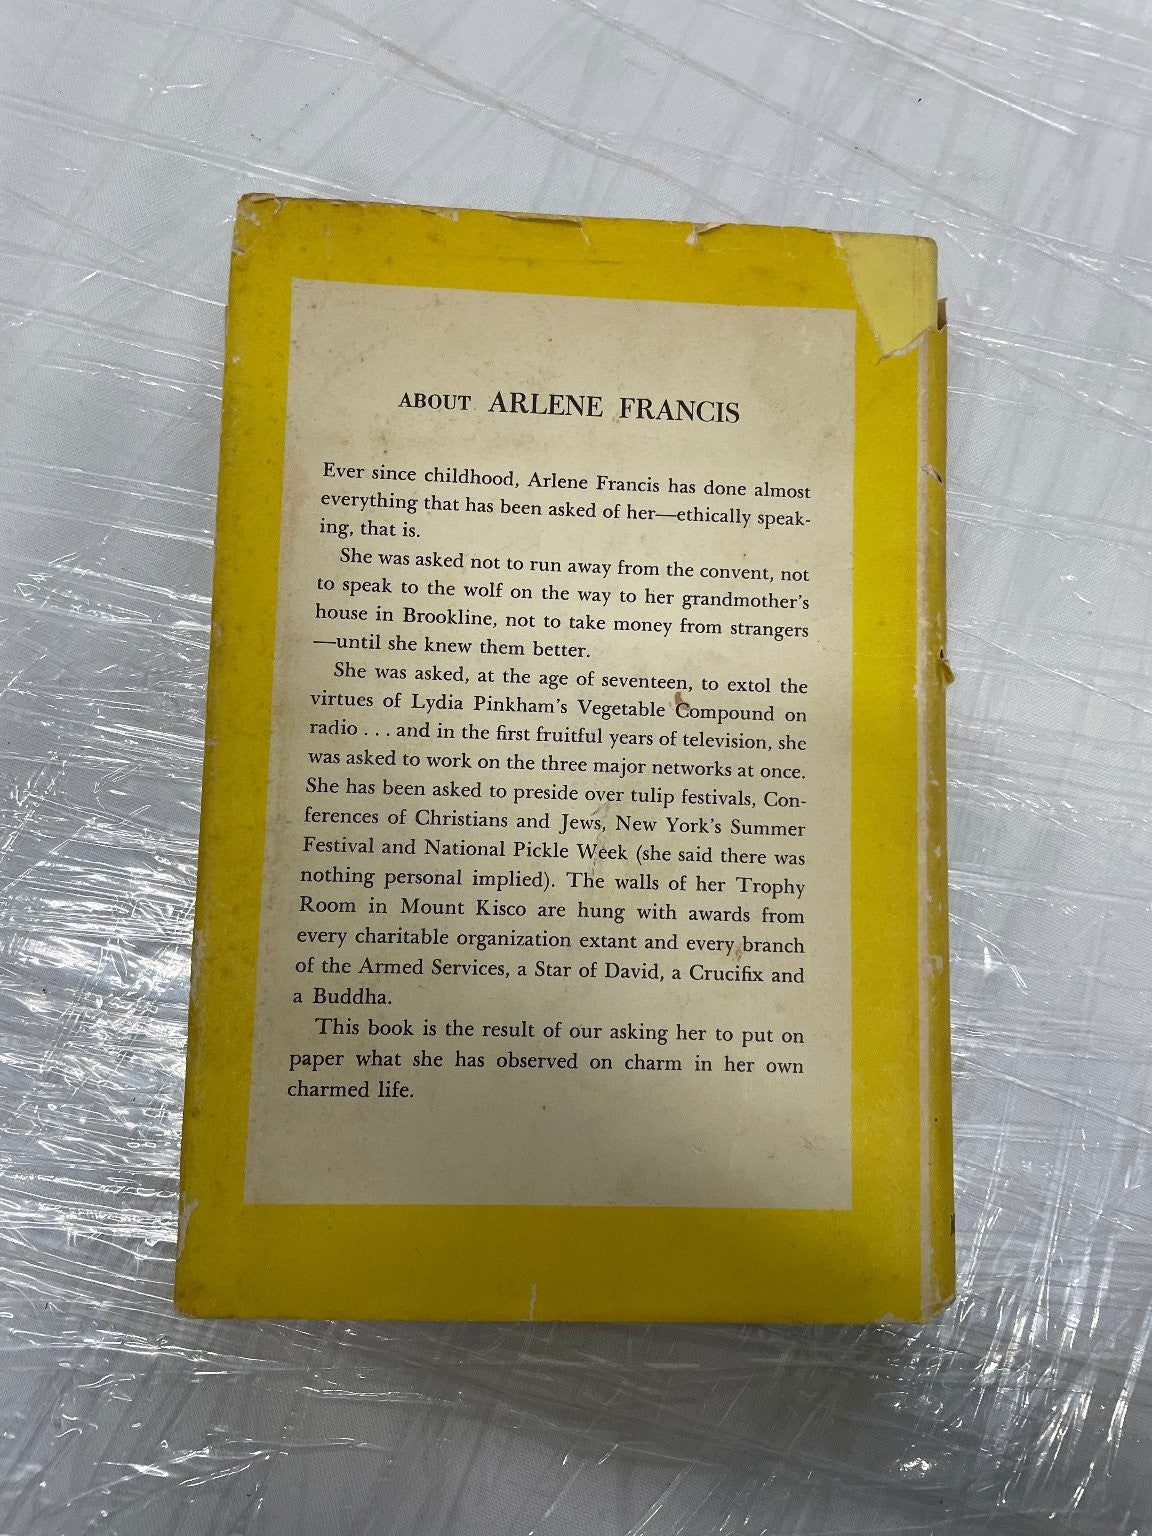 ABOUT ARLENE FRANCIS
Ever since childhood, Arlene Francis has done almost
everything that has been asked of her—ethically speak-
ing, that is.
She was asked not to run away from the convent, not
to speak to the wolf on the way to her grandmother's
house in Brookline, not to take money from strangers
—until she knew them better.
She was asked, at the age of seventeen, to extol the
virtues of Lydia Pinkham's Vegetable Compound on
radio . . . and in the first fruitful years of television, she
was asked to work on the three major networks at once.
She has been asked to preside over tulip festivals, Con-
ferences of Christians and Jews, New York's Summer
Festival and National Pickle Week (she said there was
nothing personal implied). The walls of her Trophy
Room in Mount Kisco are hung with awards from
every charitable organization extant and every branch
of the Armed Services, a Star of David, a Crucifix and
a Buddha.
This book is the result of our asking her to put on
paper what she has observed on charm in her own
charmed life.